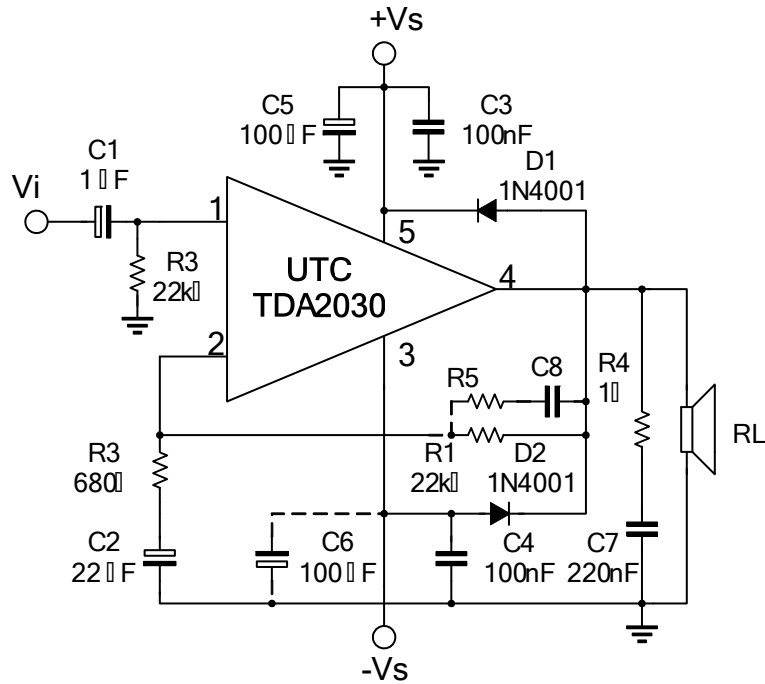 +Vs
C5
100▯F
C3
100nF
C1
1▯F
D1
1N4001
Vi
1
5
R3
22k▯
UTC
TDA2030
4
2
3
R5
C8
R4
1▯
RL
R3
680▯
R1
22k▯
D2
1N4001
C2
22▯F
C6
100▯F
C4
100nF
C7
220nF
-Vs